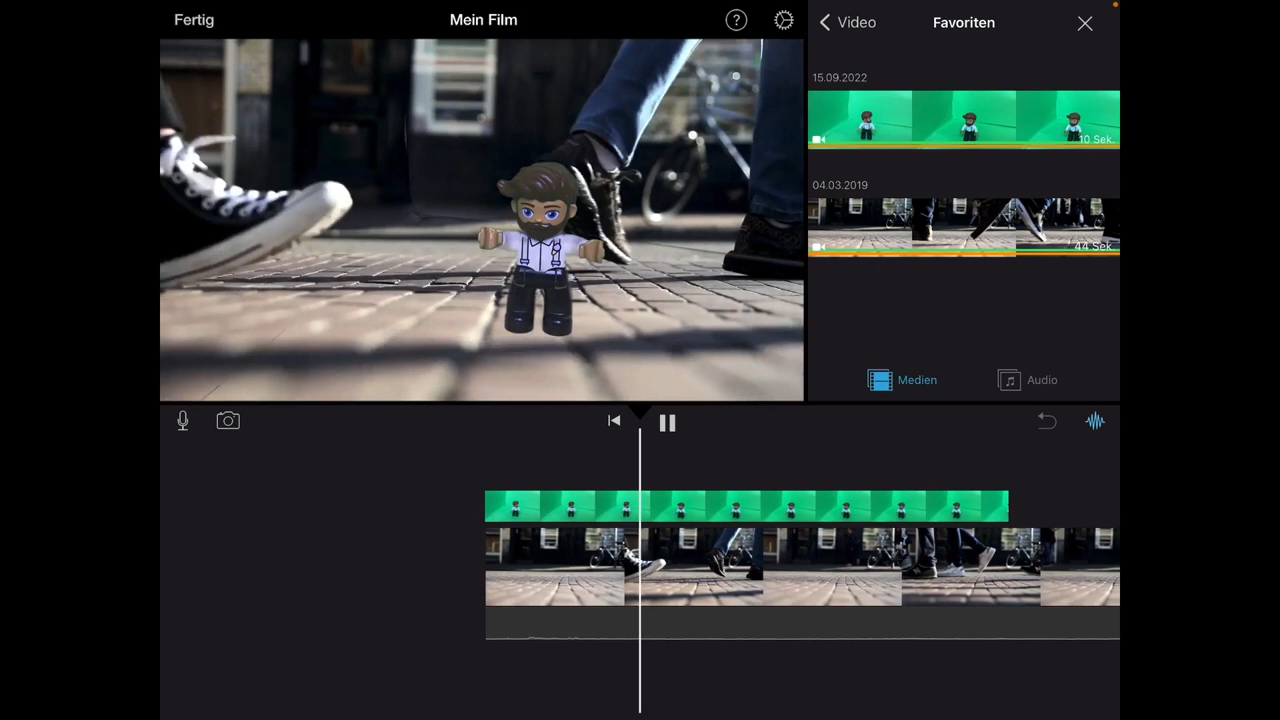 Fertig
Mein Film
?
Video
Favoriten
15.09.2022
10 Sek.
04.03.2019
44 Sek.
Medien
Audio